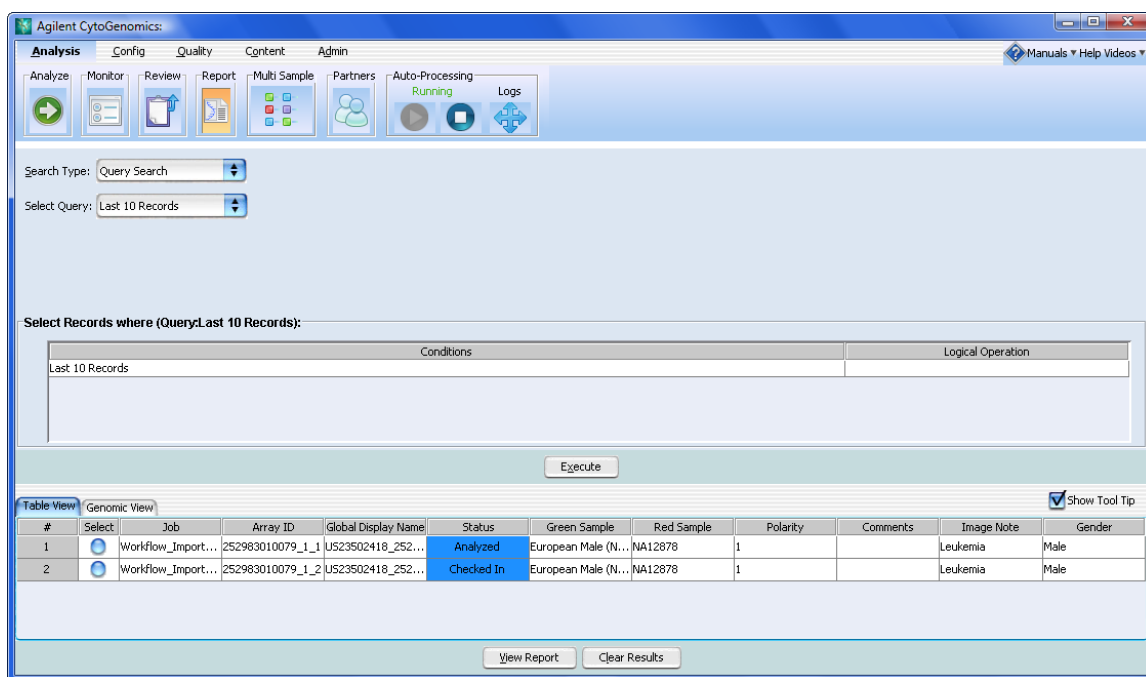 Agilent CytoGenomics:
Analysis Config Quality Content Admin Manuals Help Videos
Analyze Monitor Review Report Multi Sample Partners Auto-Processing
Running Logs
Search Type: Query Search
Select Query: Last 10 Records
Select Records where (Query:Last 10 Records):
Conditions Logical Operation
Last 10 Records
Execute
Table View Genomic View Show Tool Tip
# Select Job Array ID Global Display Name Status Green Sample Red Sample Polarity Comments Image Note Gender
1 Workflow_Import... 252983010079_1_1 US23502418_252... Analyzed European Male (N... NA12878 1 Leukemia Male
2 Workflow_Import... 252983010079_1_2 US23502418_252... Checked In European Male (N... NA12878 1 Leukemia Male
View Report Clear Results